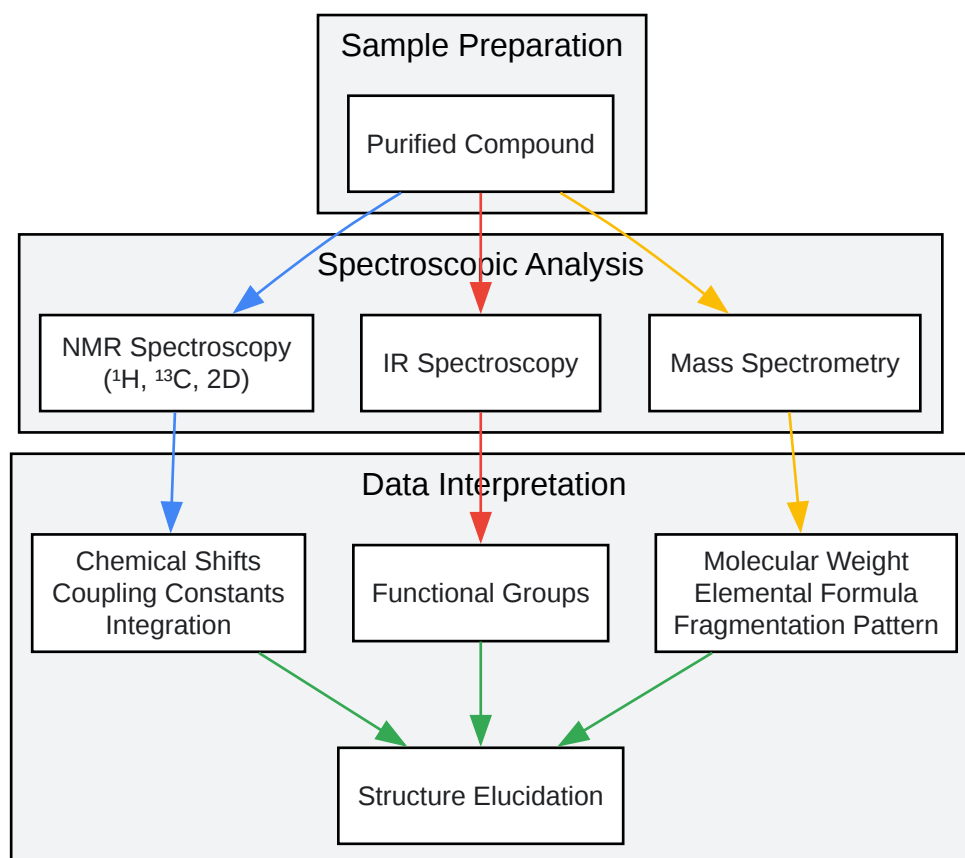 Sample Preparation
Purified Compound
Spectroscopic Analysis
NMR Spectroscopy
(¹H, ¹³C, 2D)
IR Spectroscopy
Mass Spectrometry
Data Interpretation
Chemical Shifts
Coupling Constants
Integration
Functional Groups
Molecular Weight
Elemental Formula
Fragmentation Pattern
Structure Elucidation